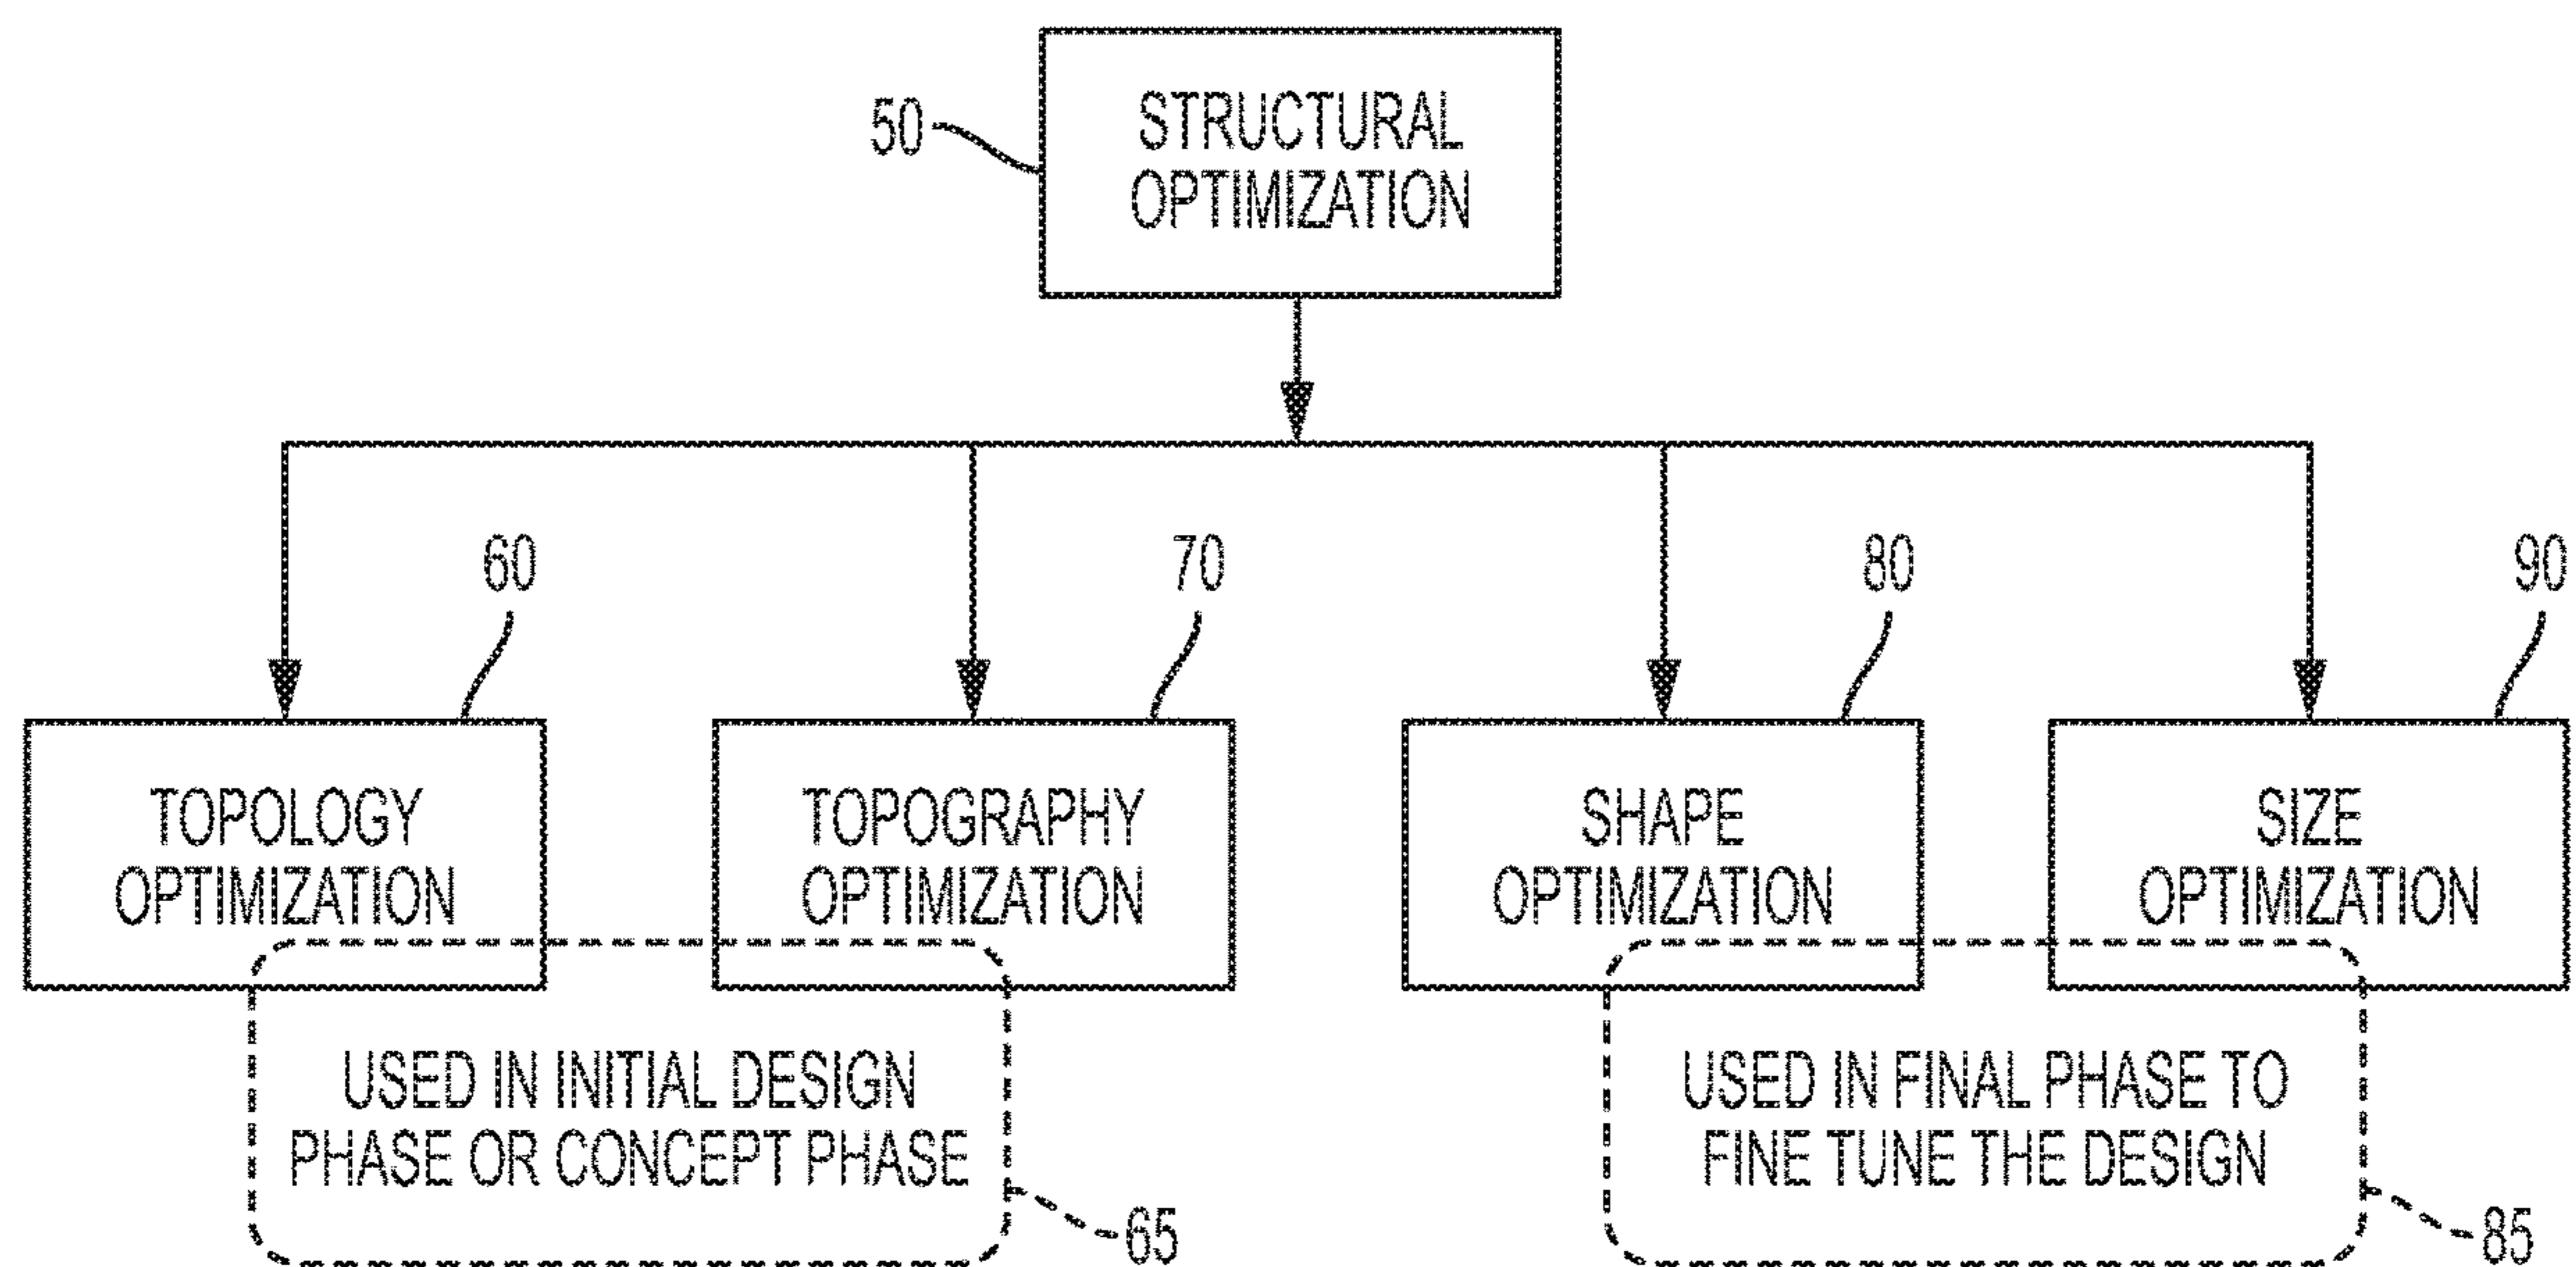 50
STRUCTURAL
OPTIMIZATION
60
70
80
90
TOPOLOGY
OPTIMIZATION
TOPOGRAPHY
OPTIMIZATION
SHAPE
OPTIMIZATION
SIZE
OPTIMIZATION
USED IN INITIAL DESIGN
PHASE OR CONCEPT PHASE
65
USED IN FINAL PHASE TO
FINE TUNE THE DESIGN
85